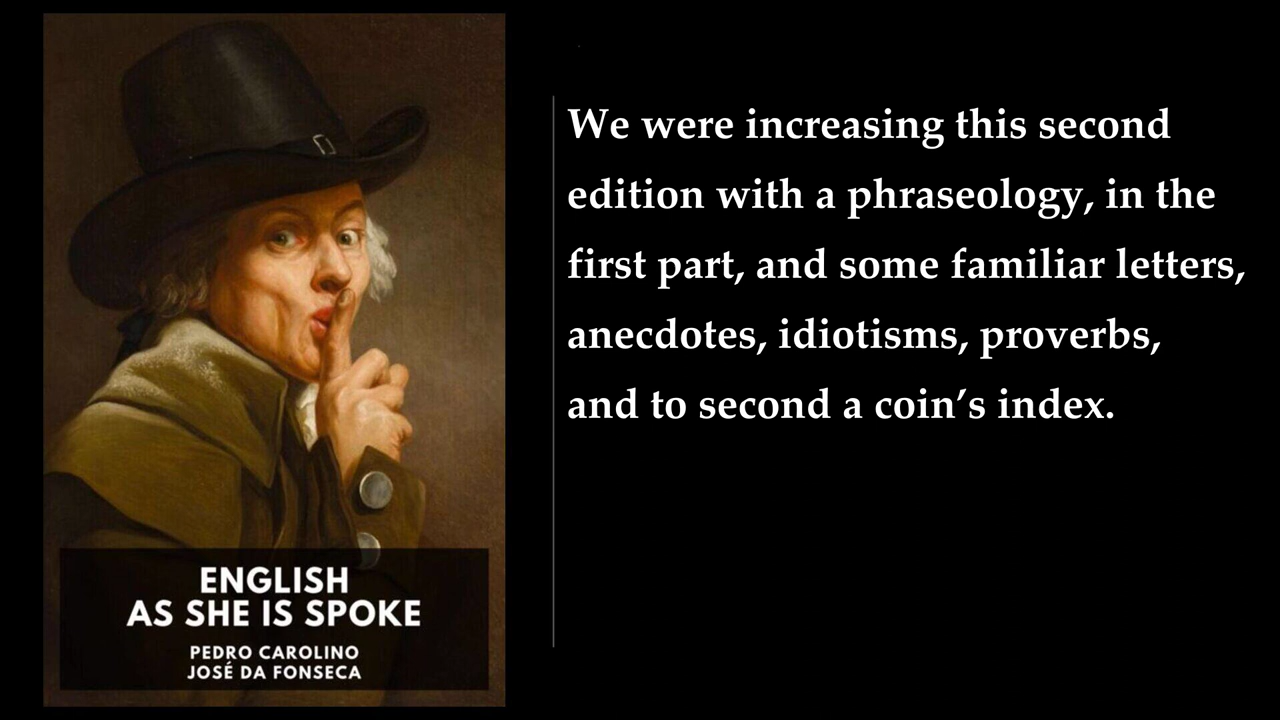 ENGLISH
AS SHE IS SPOKE
PEDRO CAROLINO
JOSÉ DA FONSECA
We were increasing this second
edition with a phraseology, in the
first part, and some familiar letters,
anecdotes, idiotisms, proverbs,
and to second a coin’s index.